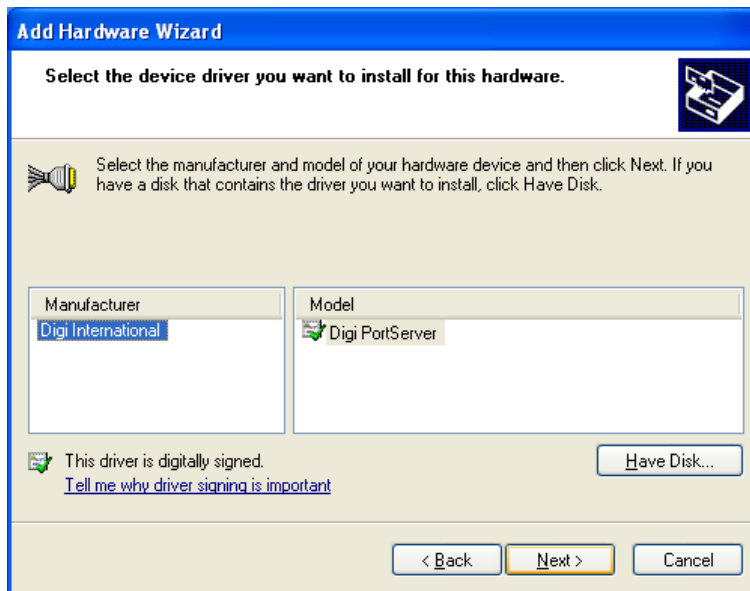 Add Hardware Wizard
Select the device driver you want to install for this hardware.
Select the manufacturer and model of your hardware device and then click Next. If you
have a disk that contains the driver you want to install, click Have Disk.
Manufacturer
Digi International
Model
Digi PortServer
This driver is digitally signed.
Have Disk...
Tell me why driver signing is important
< Back
Next >
Cancel